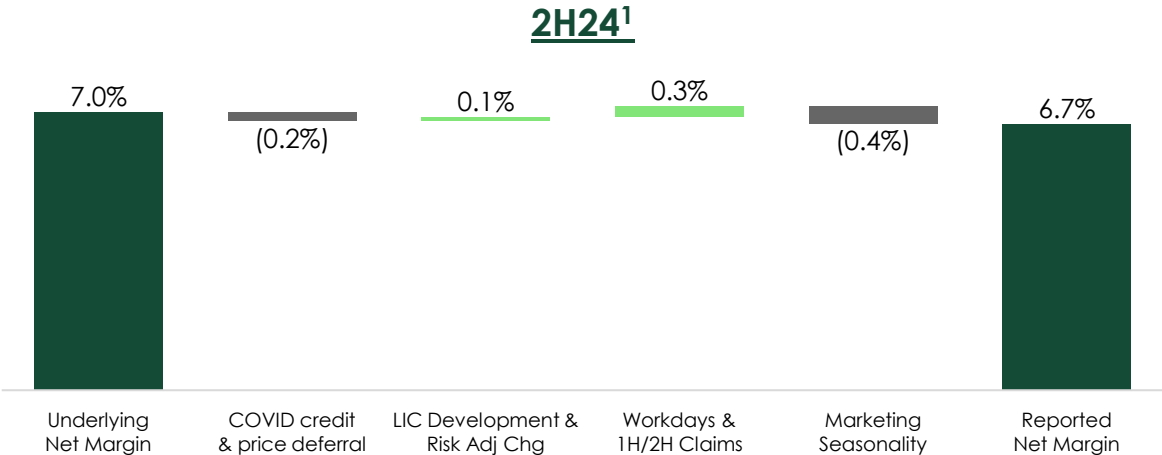 2H24¹
7.0%
(0.2%)
0.1%
0.3%
(0.4%)
6.7%
Underlying
Net Margin
COVID credit
& price deferral
LIC Development &
Risk Adj Chg
Workdays &
1H/2H Claims
Marketing
Seasonality
Reported
Net Margin